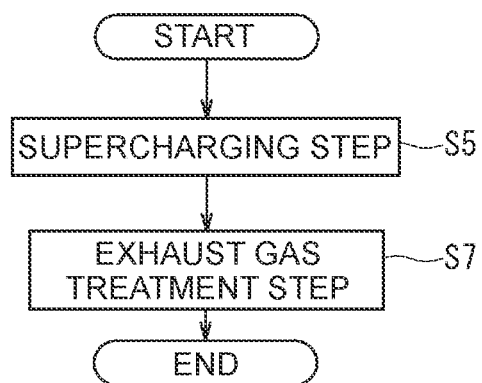 START
SUPERCHARGING STEP
S5
EXHAUST GAS
TREATMENT STEP
S7
END